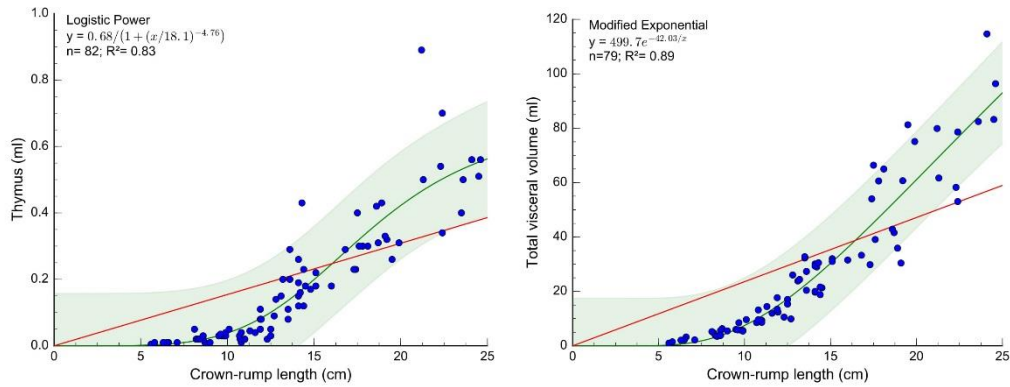 Logistic Power
y = 0.68/(1 + (x/18.1)^−4.76)
n= 82; R²= 0.83
Thymus (ml)
1.0
0.8
0.6
0.4
0.2
0.0
0 5 10 15 20 25
Crown-rump length (cm)
Modified Exponential
y = 499.7e^−42.03/x
n=79; R²= 0.89
Total visceral volume (ml)
120
100
80
60
40
20
0
0 5 10 15 20 25
Crown-rump length (cm)